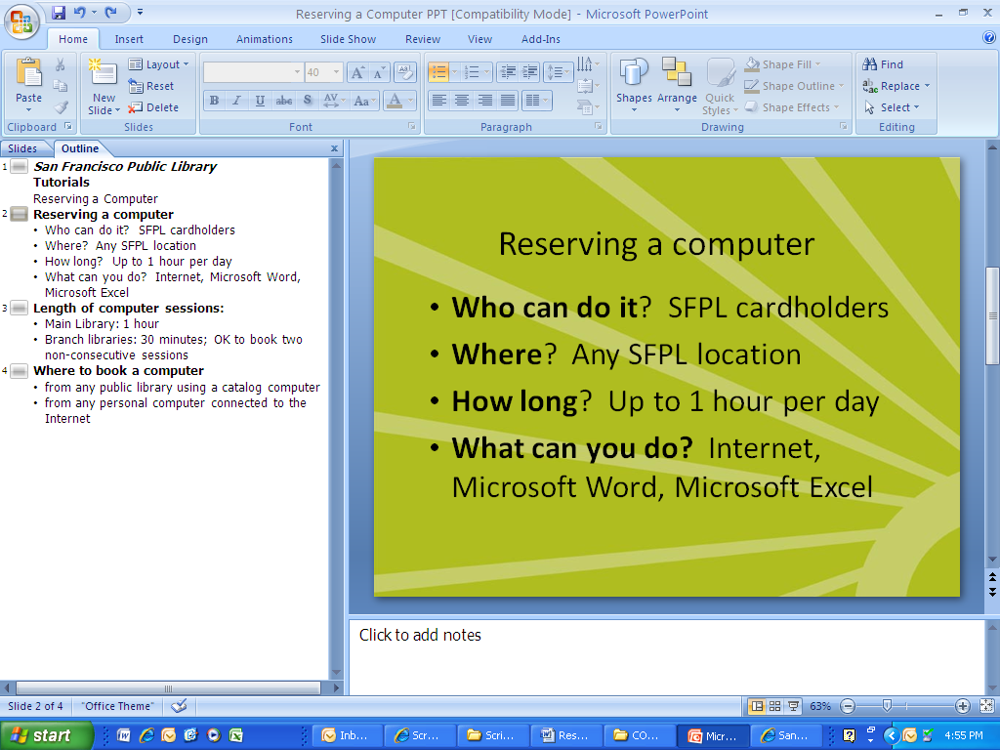 Reserving a Computer PPT [Compatibility Mode] - Microsoft PowerPoint
Home Insert Design Animations Slide Show Review View Add-Ins
Paste
Clipboard
New Slide
Layout
Reset
Delete
Slides
40
B I U abc S AV Aa A
Font
Paragraph
Shapes Arrange Quick Styles
Shape Fill
Shape Outline
Shape Effects
Drawing
Find
Replace
Select
Editing
Slides Outline x
1 San Francisco Public Library
Tutorials
Reserving a Computer
2 Reserving a computer
• Who can do it? SFPL cardholders
• Where? Any SFPL location
• How long? Up to 1 hour per day
• What can you do? Internet, Microsoft Word,
Microsoft Excel
3 Length of computer sessions:
• Main Library: 1 hour
• Branch libraries: 30 minutes; OK to book two
non-consecutive sessions
4 Where to book a computer
• from any public library using a catalog computer
• from any personal computer connected to the
Internet
Reserving a computer
• Who can do it? SFPL cardholders
• Where? Any SFPL location
• How long? Up to 1 hour per day
• What can you do? Internet,
Microsoft Word, Microsoft Excel
Click to add notes
Slide 2 of 4 "Office Theme" 63%
start Inb... Scr... Scri... Res... CO... Micr... San... 4:55 PM